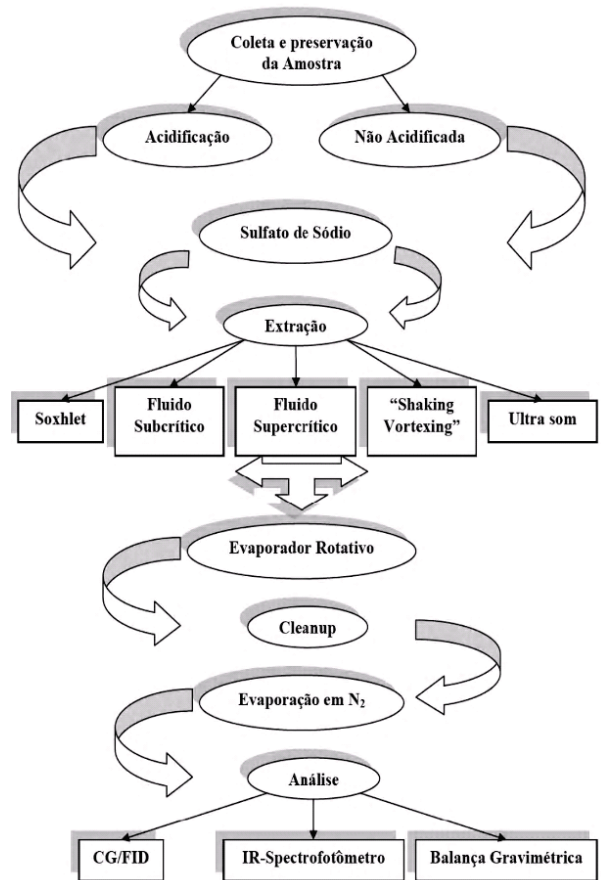 Coleta e preservação
da Amostra
Acidificação
Não Acidificada
Sulfato de Sódio
Extração
Soxhlet
Fluido
Subcrítico
Fluido
Supercrítico
“Shaking
Vortexing”
Ultra som
Evaporador Rotativo
Cleanup
Evaporação em N₂
Análise
CG/FID
IR-Spectrofotômetro
Balança Gravimétrica